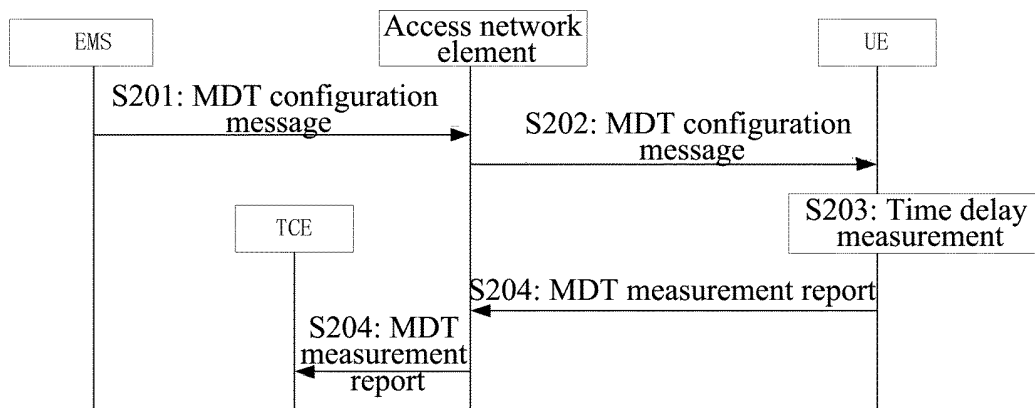 EMS
Access network
element
UE
S201: MDT configuration
message
S202: MDT configuration
message
TCE
S203: Time delay
measurement
S204: MDT measurement report
S204: MDT
measurement
report